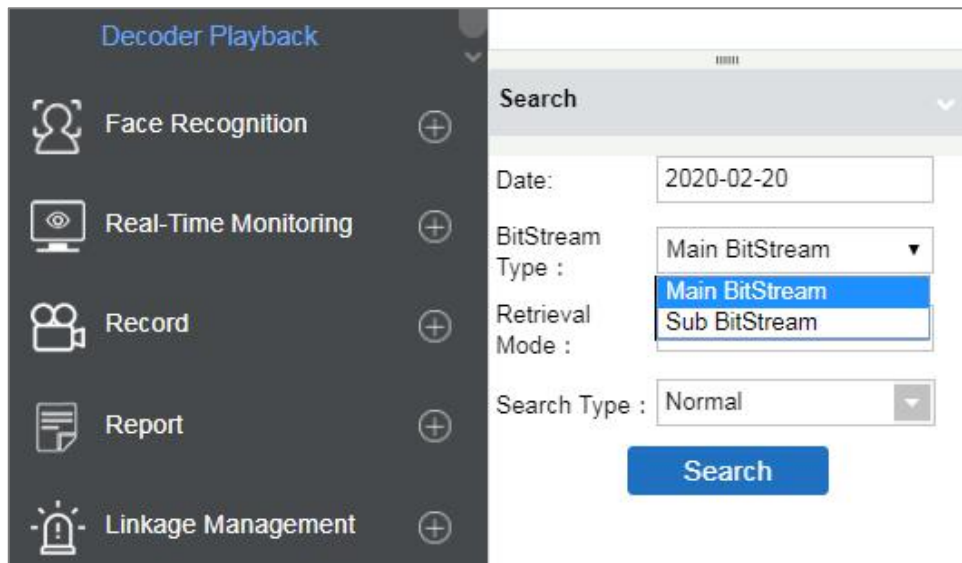 Decoder Playback
Face Recognition
Real-Time Monitoring
Record
Report
Linkage Management
Search
Date:
2020-02-20
BitStream
Type :
Main BitStream
Main BitStream
Sub BitStream
Retrieval
Mode :
Search Type :
Normal
Search